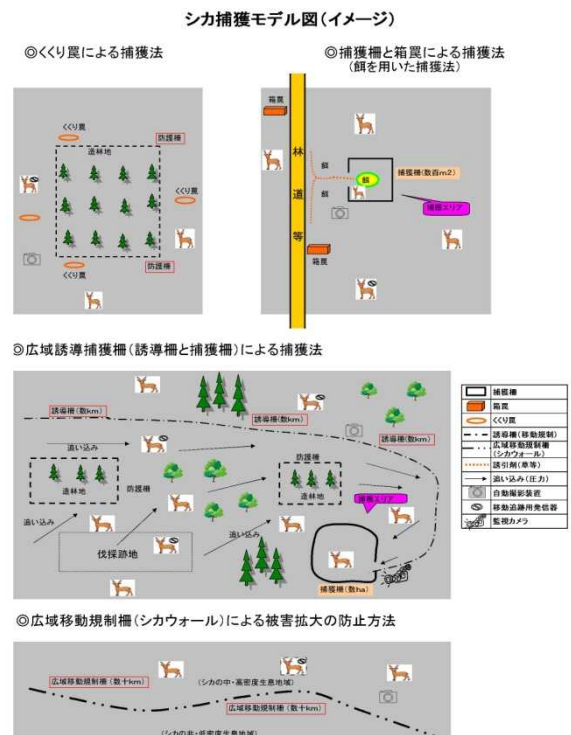 シカ捕獲モデル図(イメージ)
◎くくり罠による捕獲法
◎捕獲柵と箱罠による捕獲法
(餌を用いた捕獲法)
くくり罠
防護柵
造林地
くくり罠
防護柵
くくり罠
箱罠
林道等
餌
餌
餌
捕獲柵(数百m2)
捕獲エリア
箱罠
◎広域誘導捕獲柵(誘導柵と捕獲柵)による捕獲法
誘導柵(数km)
誘導柵(数km)
誘導柵(数km)
追い込み
防護柵
造林地
防護柵
造林地
捕獲エリア
追い込み
追い込み
伐採跡地
捕獲柵(数ha)
捕獲柵
箱罠
くくり罠
誘導柵(移動規制)
広域移動規制柵
(シカウォール)
誘引剤(草等)
追い込み(圧力)
自動撮影装置
移動追跡用発信器
監視カメラ
◎広域移動規制柵(シカウォール)による被害拡大の防止方法
広域移動規制柵(数十km)
(シカの中・高密度生息地域)
広域移動規制柵(数十km)
(シカの非・低密度生息地域)